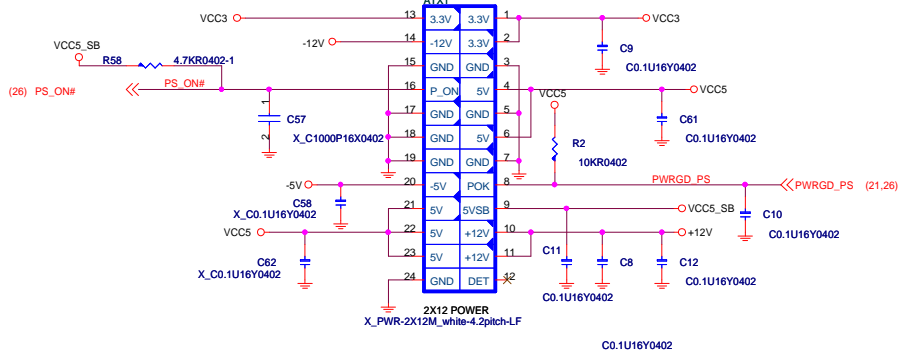 ATX1
VCC3
13
3.3V
3.3V
1
VCC3
-12V
14
-12V
3.3V
2
C9
C0.1U16Y0402
VCC5_SB
R58
4.7KR0402-1
15
GND
GND
3
(26) PS_ON#
PS_ON#
16
P_ON
5V
4
VCC5
1
C57
2
X_C1000P16X0402
17
GND
GND
5
VCC5
C61
C0.1U16Y0402
18
GND
5V
6
R2
10KR0402
19
GND
GND
7
-5V
20
-5V
POK
8
PWRGD_PS
PWRGD_PS (21,26)
C58
X_C0.1U16Y0402
21
5V
5VSB
9
VCC5_SB
C10
C0.1U16Y0402
VCC5
22
5V
+12V
10
+12V
C62
X_C0.1U16Y0402
23
5V
+12V
11
C11
C8
C12
C0.1U16Y0402
24
GND
DET
12
C0.1U16Y0402
2X12 POWER
X_PWR-2X12M_white-4.2pitch-LF
C0.1U16Y0402